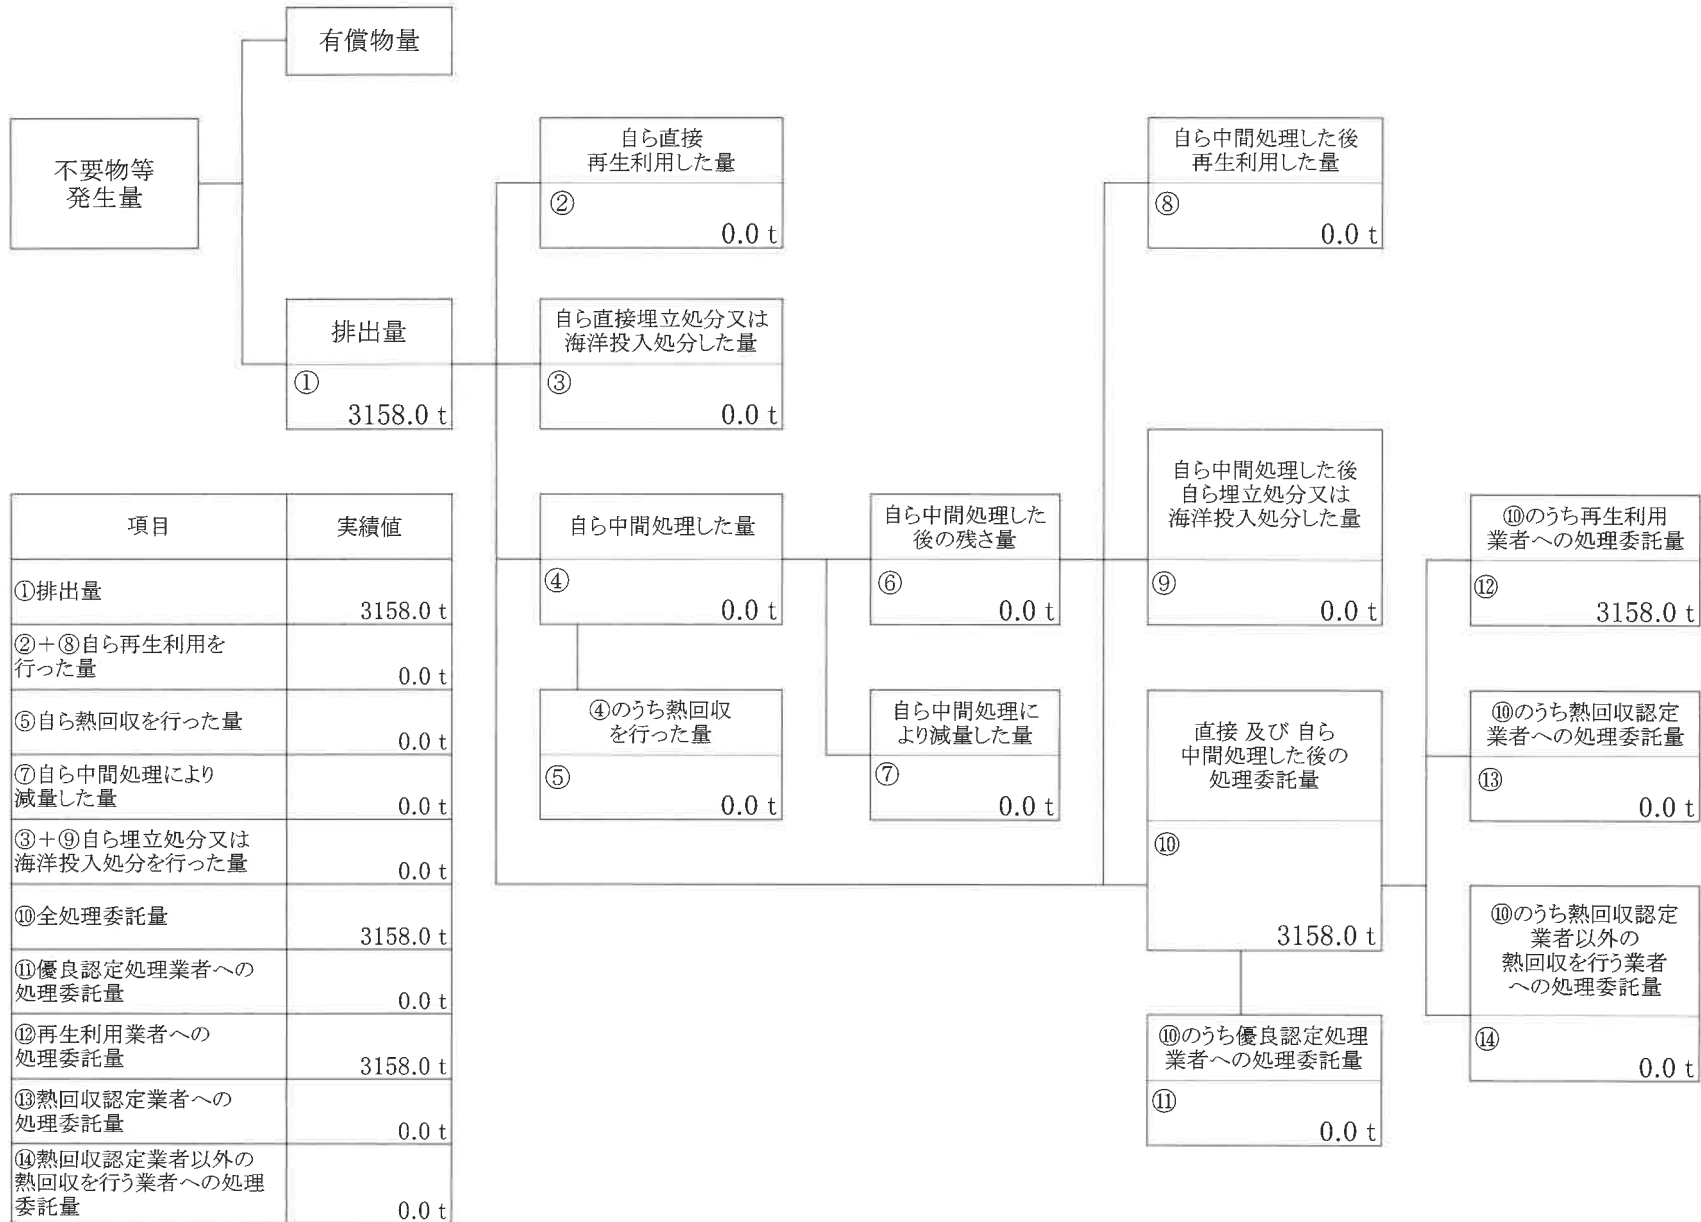 有償物量
不要物等
発生量
自ら直接
再生利用した量
②
0.0 t
自ら中間処理した後
再生利用した量
⑧
0.0 t
排出量
①
3158.0 t
自ら直接埋立処分又は
海洋投入処分した量
③
0.0 t
自ら中間処理した量
④
0.0 t
自ら中間処理した
後の残さ量
⑥
0.0 t
自ら中間処理した後
自ら埋立処分又は
海洋投入処分した量
⑨
0.0 t
⑩のうち再生利用
業者への処理委託量
⑫
3158.0 t
④のうち熱回収
を行った量
⑤
0.0 t
自ら中間処理に
より減量した量
⑦
0.0 t
直接 及び 自ら
中間処理した後の
処理委託量
⑩
3158.0 t
⑩のうち熱回収認定
業者への処理委託量
⑬
0.0 t
⑩のうち熱回収認定
業者以外の
熱回収を行う業者
への処理委託量
⑭
0.0 t
⑩のうち優良認定処理
業者への処理委託量
⑪
0.0 t
項目 実績値
①排出量
3158.0 t
②+⑧自ら再生利用を
行った量
0.0 t
⑤自ら熱回収を行った量
0.0 t
⑦自ら中間処理により
減量した量
0.0 t
③+⑨自ら埋立処分又は
海洋投入処分を行った量
0.0 t
⑩全処理委託量
3158.0 t
⑪優良認定処理業者への
処理委託量
0.0 t
⑫再生利用業者への
処理委託量
3158.0 t
⑬熱回収認定業者への
処理委託量
0.0 t
⑭熱回収認定業者以外の
熱回収を行う業者への処理
委託量
0.0 t